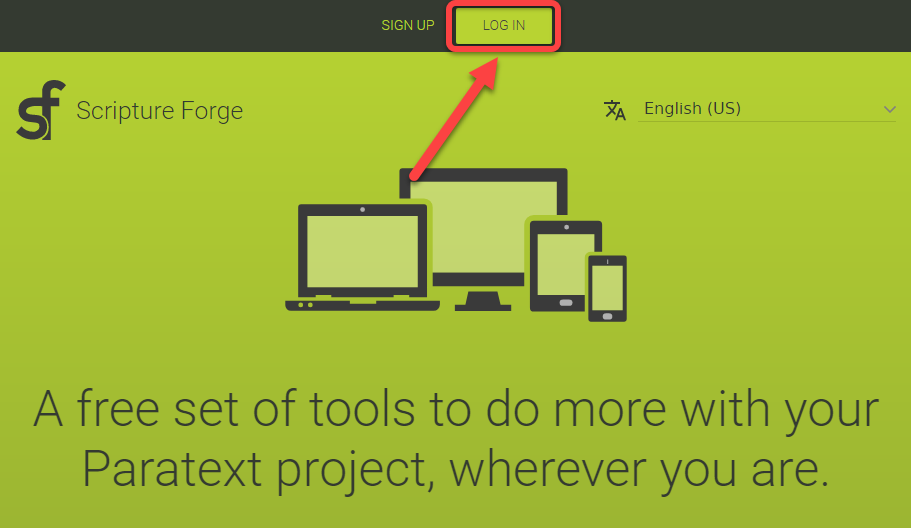 SIGN UP LOG IN
sf Scripture Forge English (US)
A free set of tools to do more with your
Paratext project, wherever you are.